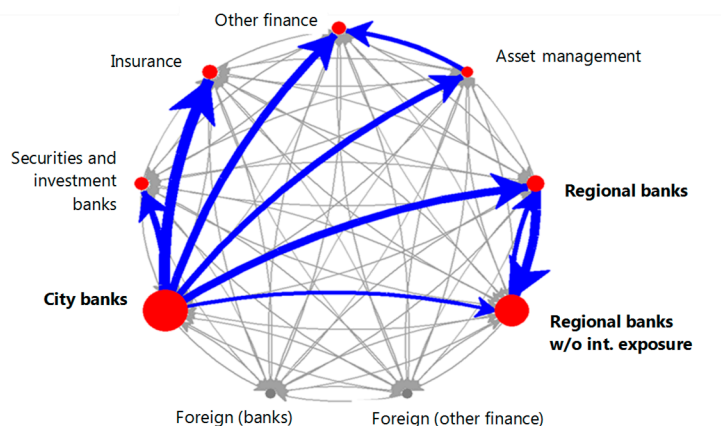 Other finance
Insurance
Asset management
Securities and
investment
banks
Regional banks
City banks
Regional banks
w/o int. exposure
Foreign (banks)
Foreign (other finance)